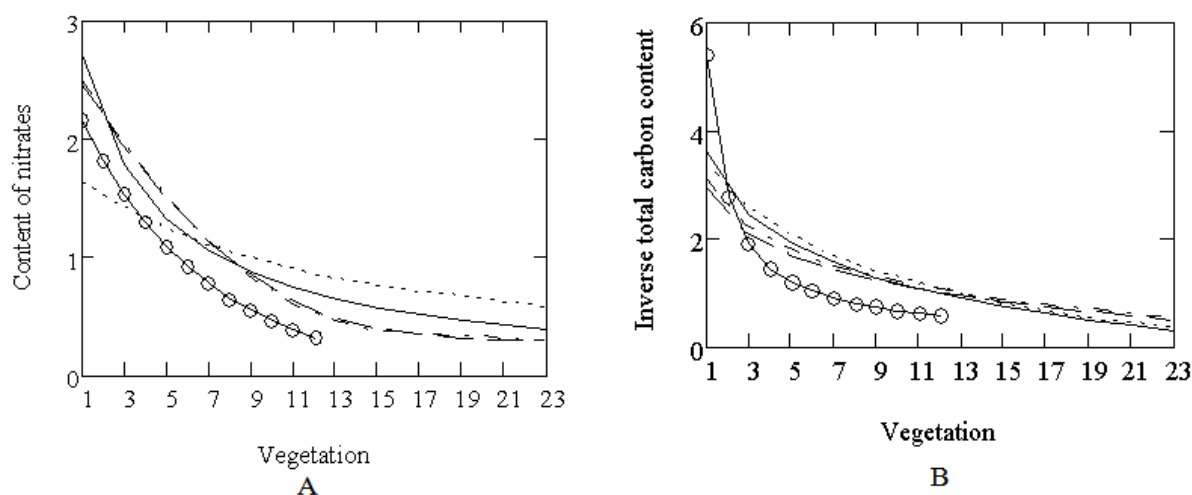 Content of nitrates
3
2
1
0
1 3 5 7 9 11 13 15 17 19 21 23
Vegetation
A
Inverse total carbon content
6
4
2
0
1 3 5 7 9 11 13 15 17 19 21 23
Vegetation
B